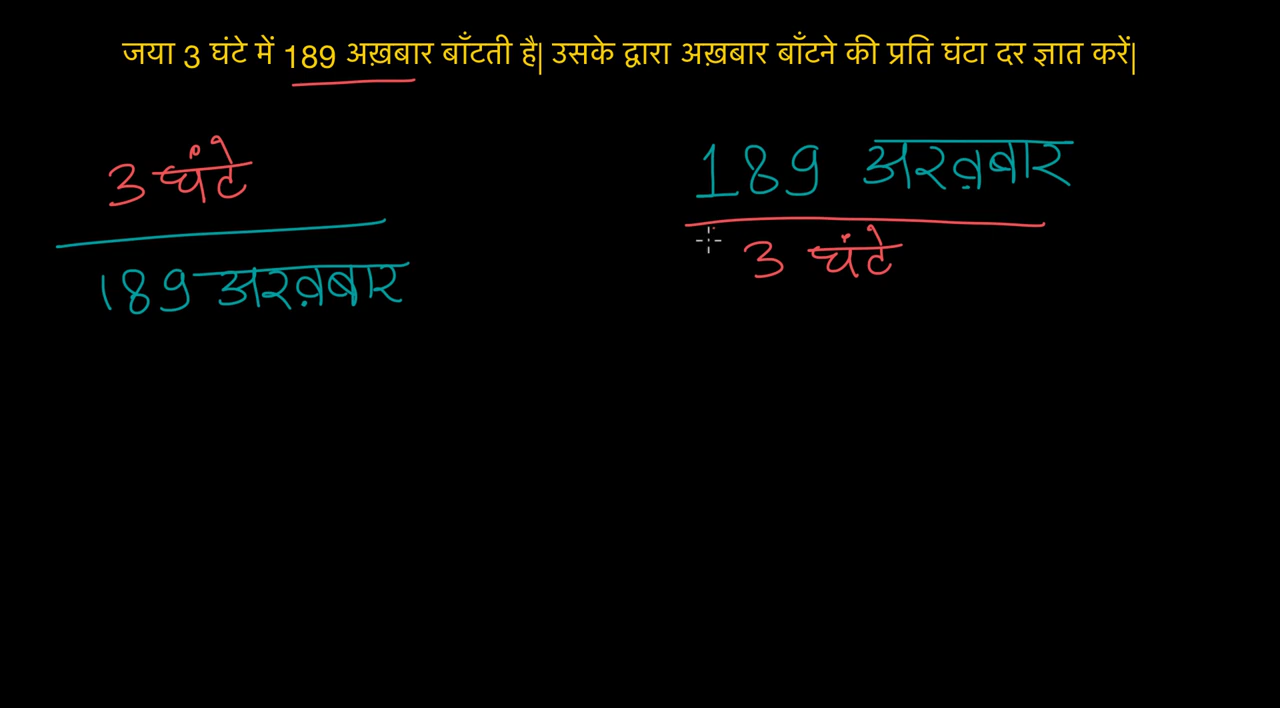 जया 3 घंटे में 189 अख़बार बाँटती है| उसके द्वारा अख़बार बाँटने की प्रति घंटा दर ज्ञात करें|
3 घंटे
189 अख़बार
189 अख़बार
3 घंटे